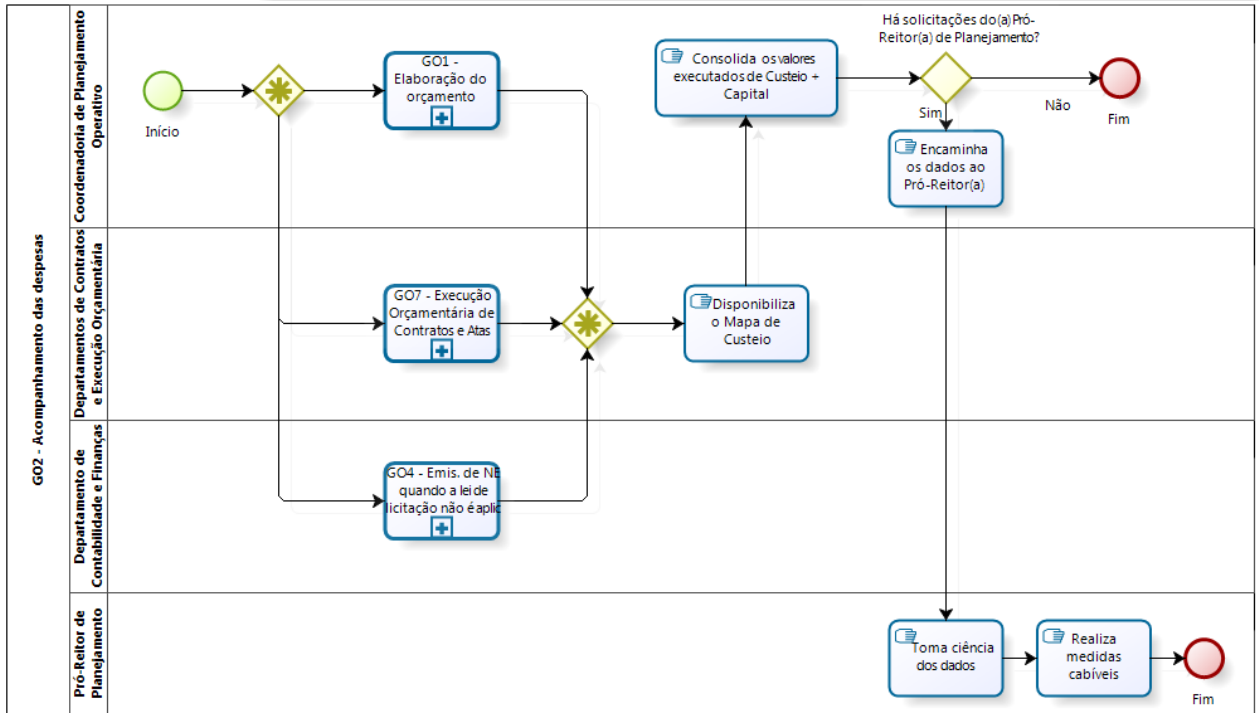 GO2 - Acompanhamento das despesas
Coordenadoria de Planejamento
Operativo
Início
GO1 -
Elaboração do
orçamento
Consolida os valores
executados de Custeio +
Capital
Há solicitações do(a) Pró-
Reitor(a) de Planejamento?
Sim
Não
Fim
Encaminha
os dados ao
Pró-Reitor(a)
Departamentos de Contratos
e Execução Orçamentária
GO7 - Execução
Orçamentária de
Contratos e Atas
Disponibiliza
o Mapa de
Custeio
Departamento de
Contabilidade e Finanças
GO4 - Emis. de NE
quando a lei de
licitação não é aplic
Pró-Reitor de
Planejamento
Toma ciência
dos dados
Realiza
medidas
cabíveis
Fim